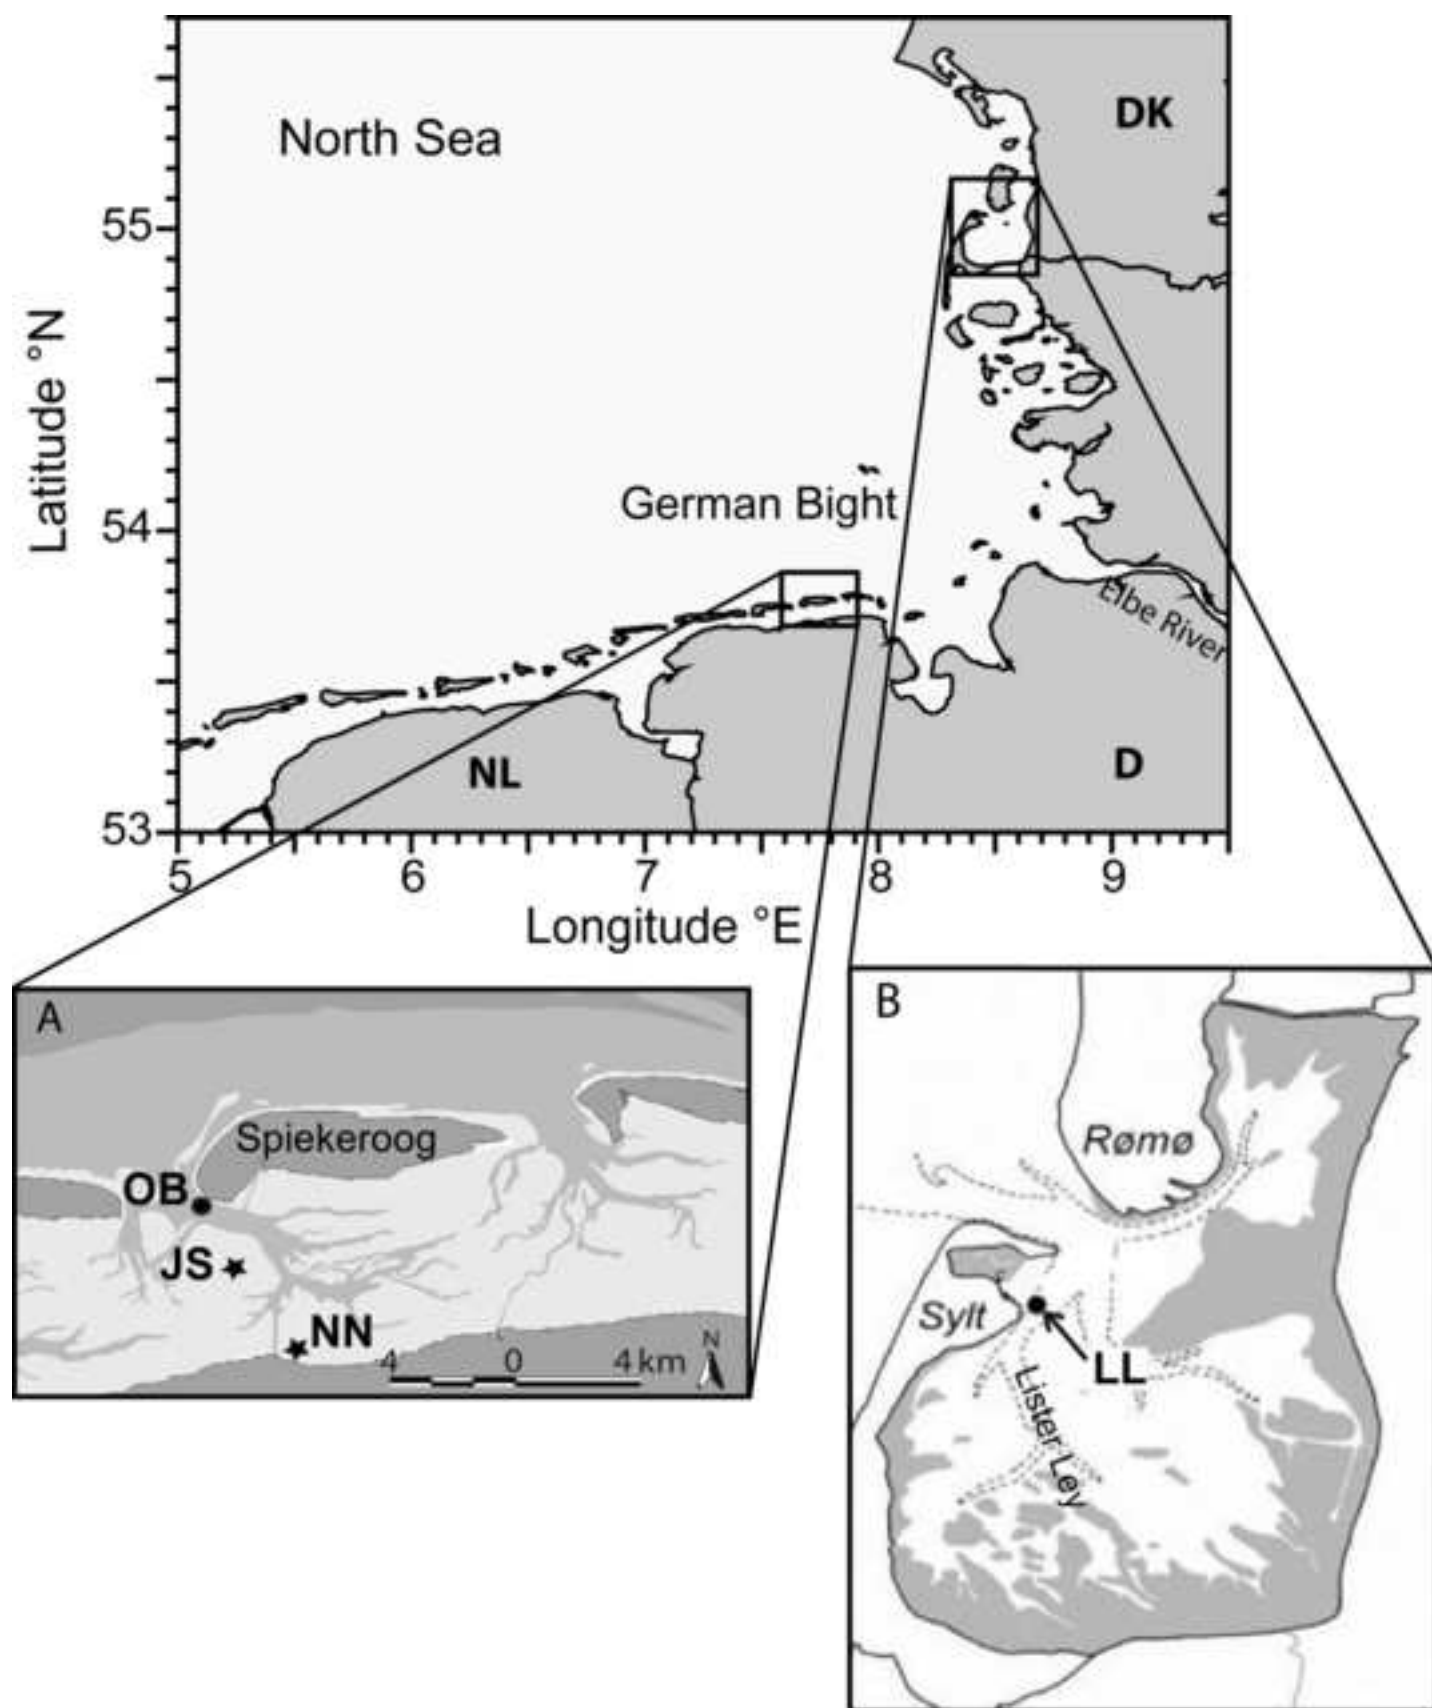 North Sea
DK
55
Latitude °N
German Bight
54
Elbe River
NL
D
53
5
6
7
8
9
Longitude °E
A
Spiekeroog
OB
JS
NN
N
4
0
4 km
B
Rømø
Sylt
LL
Lister Ley